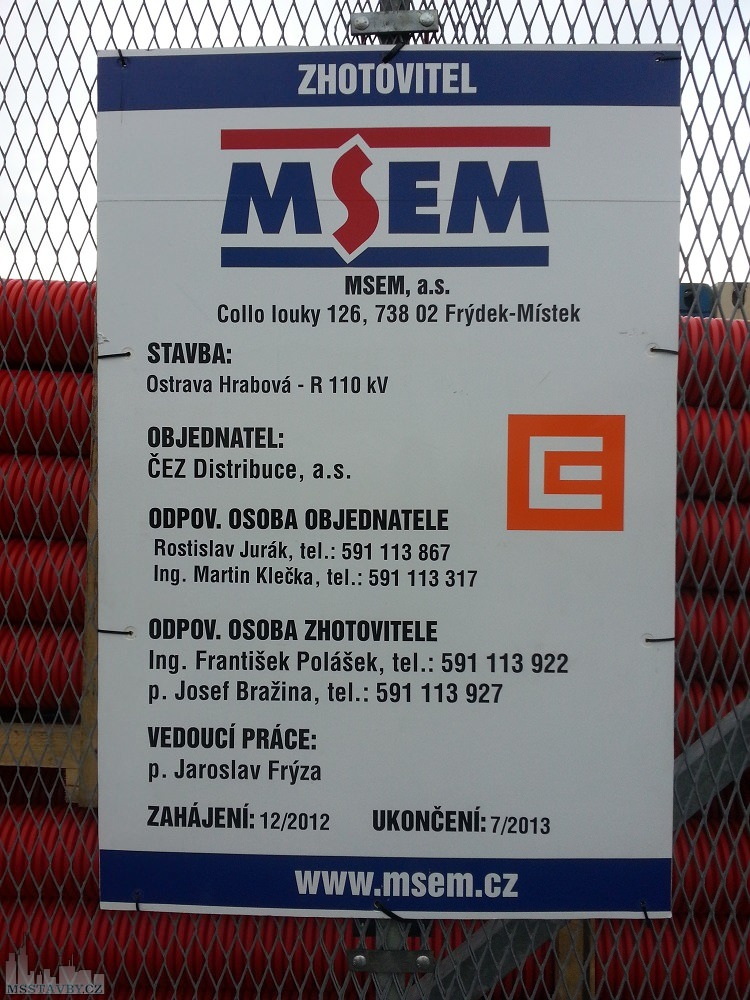 ZHOTOVITEL
MSEM
MSEM, a.s.
Collo louky 126, 738 02 Frýdek-Místek
STAVBA:
Ostrava Hrabová - R 110 kV
OBJEDNATEL:
ČEZ Distribuce, a.s.
ODPOV. OSOBA OBJEDNATELE
Rostislav Jurák, tel.: 591 113 867
Ing. Martin Klečka, tel.: 591 113 317
ODPOV. OSOBA ZHOTOVITELE
Ing. František Polášek, tel.: 591 113 922
p. Josef Bražina, tel.: 591 113 927
VEDOUCÍ PRÁCE:
p. Jaroslav Frýza
ZAHÁJENÍ: 12/2012 UKONČENÍ: 7/2013
www.msem.cz
MSSTAVBY.CZ